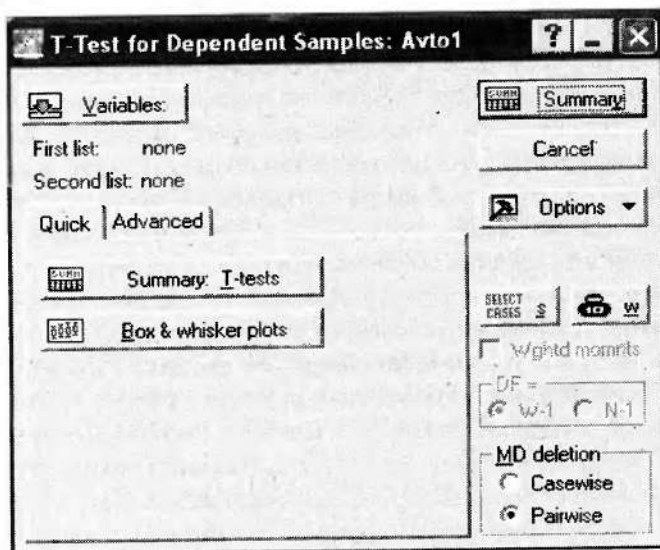 T-Test for Dependent Samples: Avto1
Variables:
First list: none
Second list: none
Quick Advanced
Summary: T-tests
Box & whisker plots
Summary
Cancel
Options
SELECT CASES S W
Wghtd momnts
DF =
W-1 N-1
MD deletion
Casewise
Pairwise